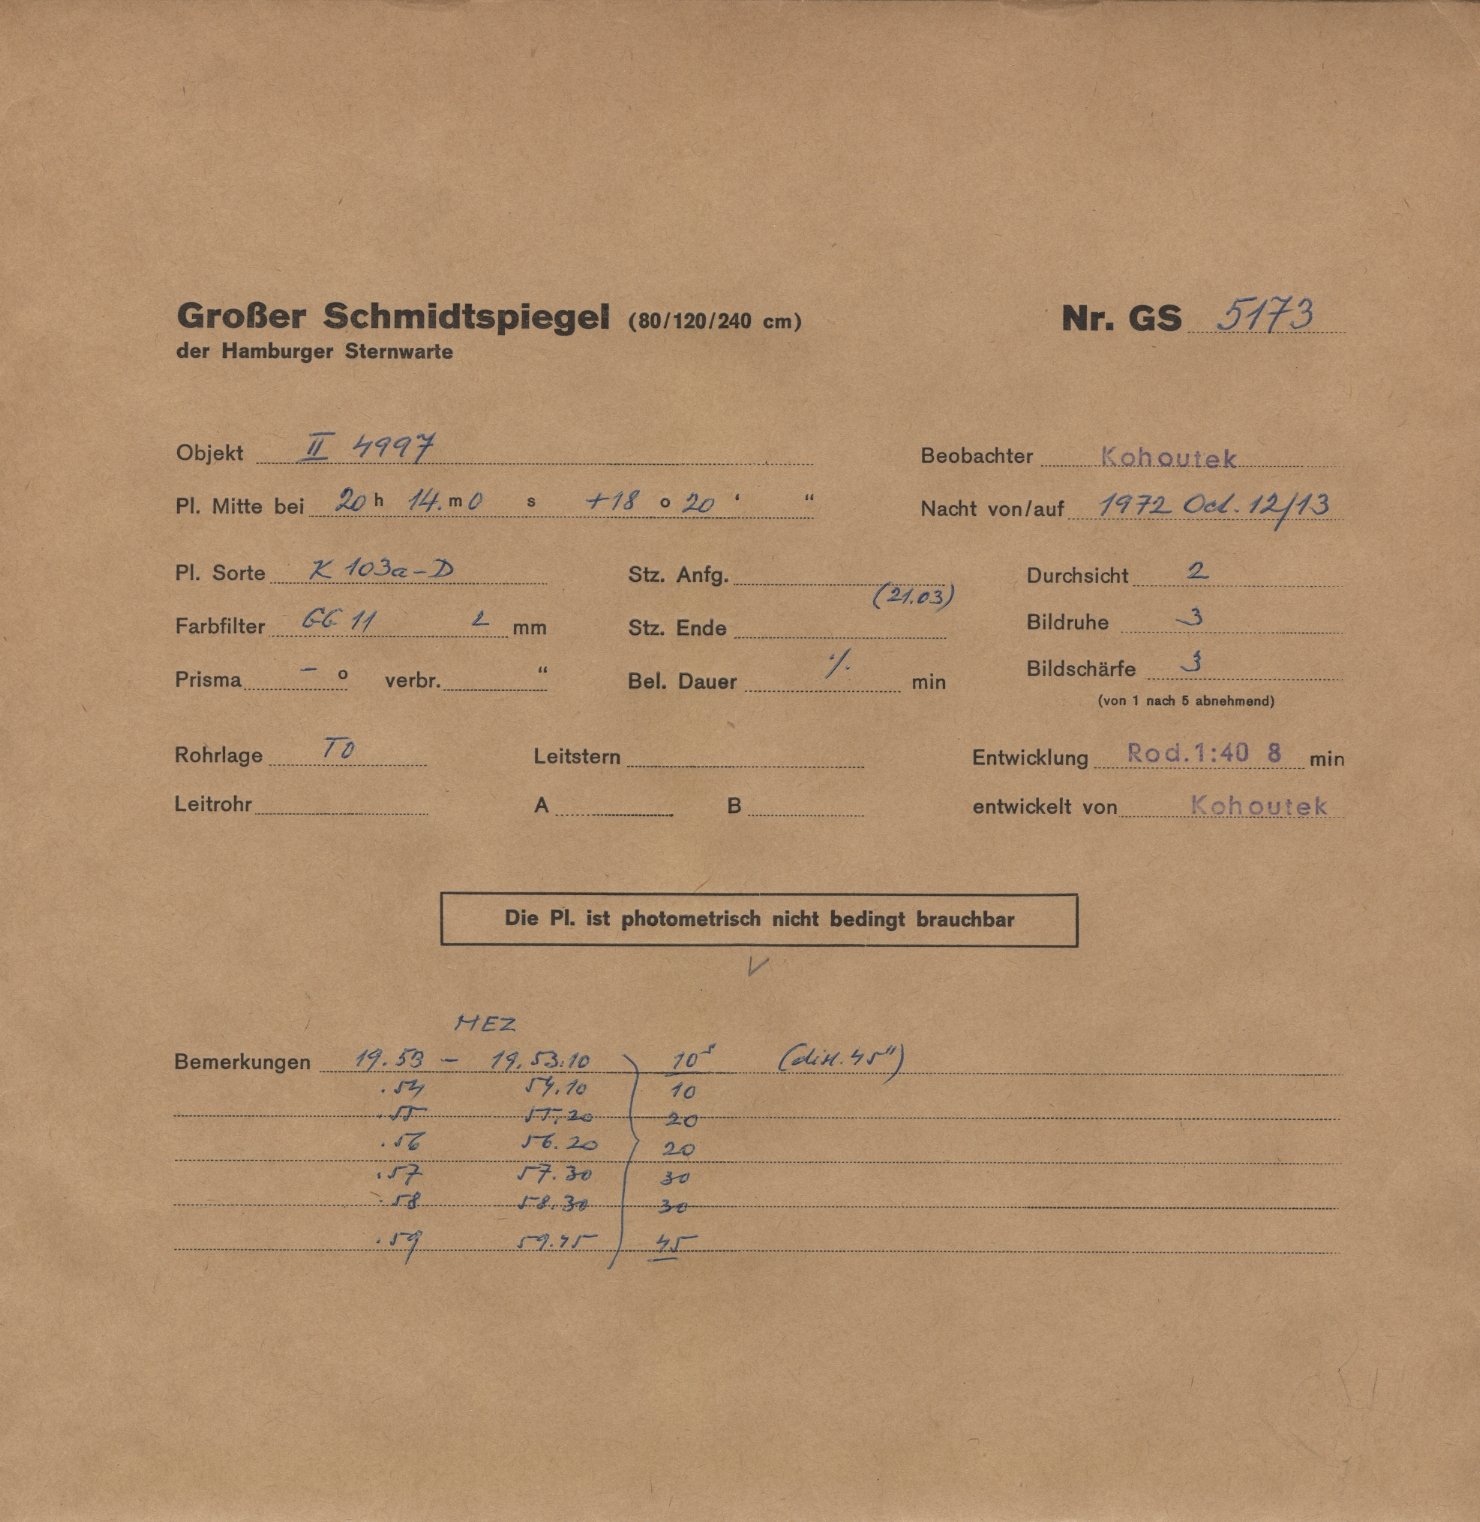 Großer Schmidtspiegel (80/120/240 cm) Nr. GS 5173
der Hamburger Sternwarte
Objekt II 4997 Beobachter Kohoutek
Pl. Mitte bei 20 h 14. m 0 s +18 o 20 ' " Nacht von/auf 1972 Oct. 12/13
Pl. Sorte K 103a-D Stz. Anfg. Durchsicht 2
(21.03)
Farbfilter GG 11 2 mm Stz. Ende Bildruhe 3
Prisma – o verbr. " Bel. Dauer ·/. min Bildschärfe 3
(von 1 nach 5 abnehmend)
Rohrlage T0 Leitstern Entwicklung Rod.1:40 8 min
Leitrohr A B entwickelt von Kohoutek
Die Pl. ist photometrisch nicht bedingt brauchbar
MEZ
Bemerkungen 19.53 – 19.53.10 10s (dist. 45")
.54 54.10 10
.55 55.20 20
.56 56.20 20
.57 57.30 30
.58 58.30 30
.59 59.45 45